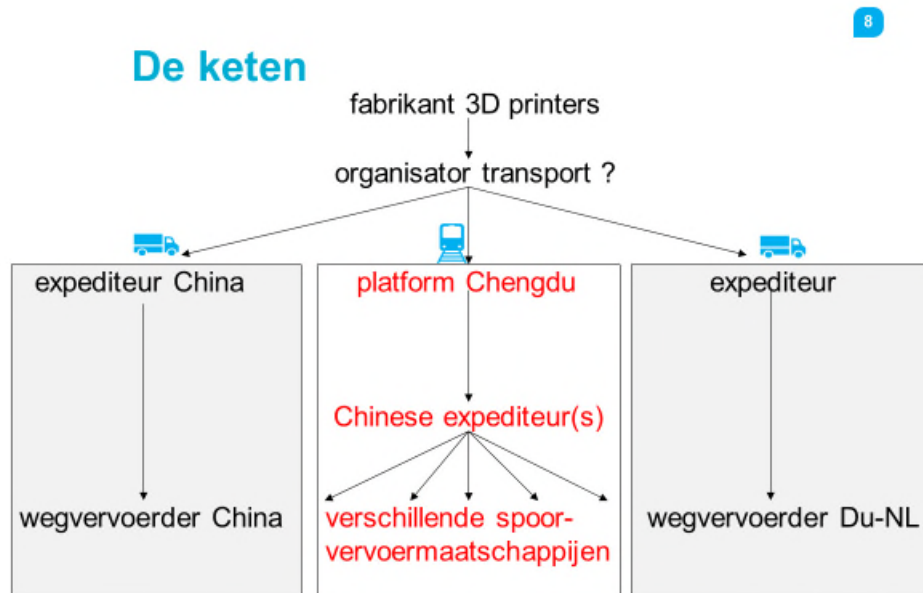 8
De keten
fabrikant 3D printers
organisator transport ?
expediteur China
platform Chengdu
expediteur
Chinese expediteur(s)
wegvervoerder China
verschillende spoor-
vervoermaatschappijen
wegvervoerder Du-NL